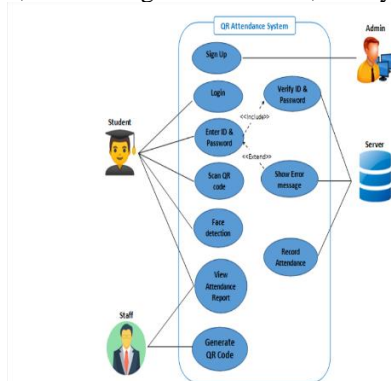 QR Attendance System
Admin
Sign Up
Login
Verify ID &
Password
<<Include>>
Student
Enter ID &
Password
<<Extend>>
Scan QR
code
Show Error
message
Server
Face
detection
View
Attendance
Report
Record
Attendance
Staff
Generate
QR Code